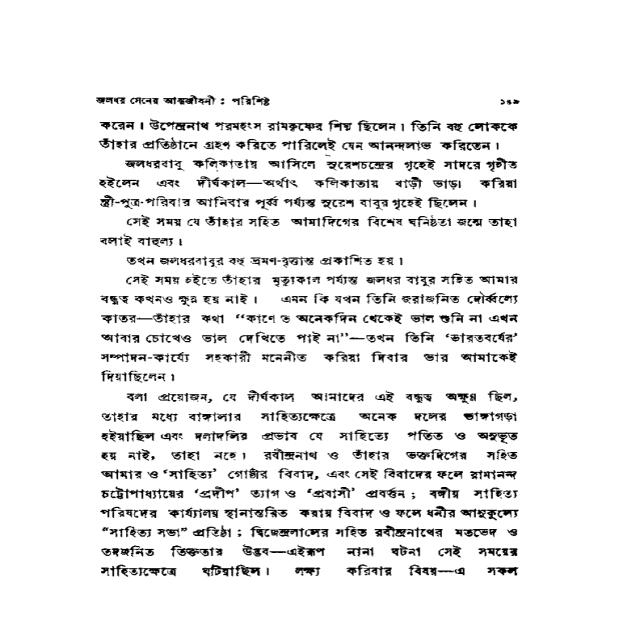 জলধর সেনের আত্মজীবনী : পরিশিষ্ট ১৪৯
করেন। উপেন্দ্রনাথ পরমহংস রামকৃষ্ণের শিষ্য ছিলেন। তিনি বহু লোককে
তাঁহার প্রতিষ্ঠানে গ্রহণ করিতে পারিলেই যেন আনন্দলাভ করিতেন।
জলধরবাবু কলিকাতায় আসিলে সুরেশচন্দ্রের গৃহেই সাদরে গৃহীত
হইলেন এবং দীর্ঘকাল—অর্থাৎ কলিকাতায় বাড়ী ভাড়া করিয়া
স্ত্রী-পুত্র-পরিবার আনিবার পূর্ব্ব পর্য্যন্ত সুরেশ বাবুর গৃহেই ছিলেন।
সেই সময় যে তাঁহার সহিত আমাদিগের বিশেষ ঘনিষ্ঠতা জন্মে তাহা
বলাই বাহুল্য।
তখন জলধরবাবুর বহু ভ্রমণ-বৃত্তান্ত প্রকাশিত হয়।
সেই সময় হইতে তাঁহার মৃত্যুকাল পর্য্যন্ত জলধর বাবুর সহিত আমার
বন্ধুত্ব কখনও ক্ষুন্ন হয় নাই। এমন কি যখন তিনি জরাজনিত দৌর্ব্বল্যে
কাতর—তাঁহার কথা “কাণে ত অনেকদিন থেকেই ভাল শুনি না এখন
আবার চোখেও ভাল দেখিতে পাই না”—তখন তিনি ‘ভারতবর্ষের’
সম্পাদন-কার্য্যে সহকারী মনোনীত করিয়া দিবার ভার আমাকেই
দিয়াছিলেন।
বলা প্রয়োজন, যে দীর্ঘকাল আমাদের এই বন্ধুত্ব অক্ষুণ্ণ ছিল,
তাহার মধ্যে বাঙ্গালার সাহিত্যক্ষেত্রে অনেক দলের ভাঙ্গাগড়া
হইয়াছিল এবং দলাদলির প্রভাব যে সাহিত্যে পতিত ও অনুভূত
হয় নাই, তাহা নহে। রবীন্দ্রনাথ ও তাঁহার ভক্তদিগের সহিত
আমার ও ‘সাহিত্য’ গোষ্ঠীর বিবাদ, এবং সেই বিবাদের ফলে রামানন্দ
চট্টোপাধ্যায়ের ‘প্রদীপ’ ত্যাগ ও ‘প্রবাসী’ প্রবর্ত্তন ; বঙ্গীয় সাহিত্য
পরিষদের কার্য্যালয় স্থানান্তরিত করায় বিবাদ ও ফলে ধনীর আনুকূল্যে
“সাহিত্য সভা” প্রতিষ্ঠা ; দ্বিজেন্দ্রলালের সহিত রবীন্দ্রনাথের মতভেদ ও
তজ্জনিত তিক্ততার উদ্ভব—এইরূপ নানা ঘটনা সেই সময়ের
সাহিত্যক্ষেত্রে ঘটিয়াছিল। লক্ষ্য করিবার বিষয়—এ সকল